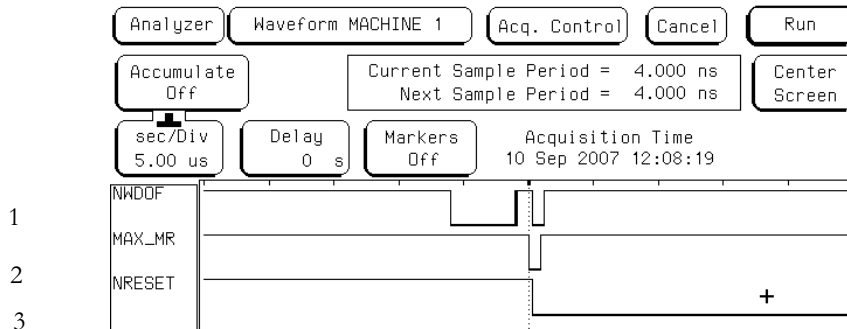 Analyzer Waveform MACHINE 1 Acq. Control Cancel Run
Accumulate Off
Current Sample Period = 4.000 ns
Next Sample Period = 4.000 ns
Center Screen
sec/Div 5.00 us
Delay 0 s
Markers Off
Acquisition Time
10 Sep 2007 12:08:19
NWDOF
1
MAX_MR
2
NRESET
3